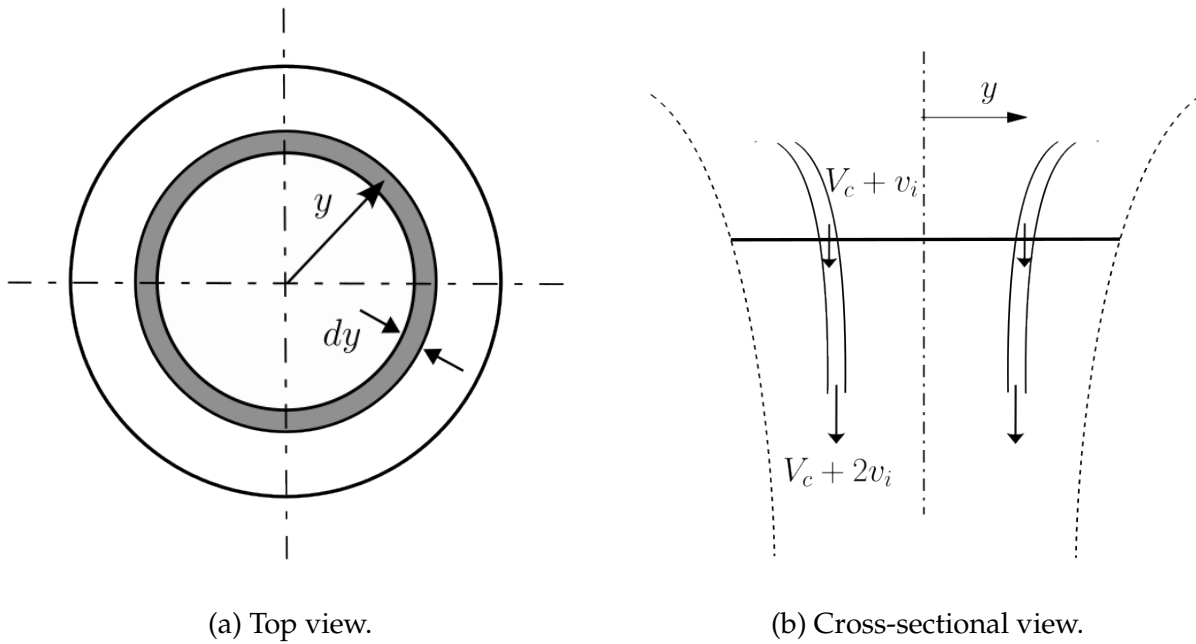 y
dy
y
V_c + v_i
V_c + 2v_i
(a) Top view.
(b) Cross-sectional view.